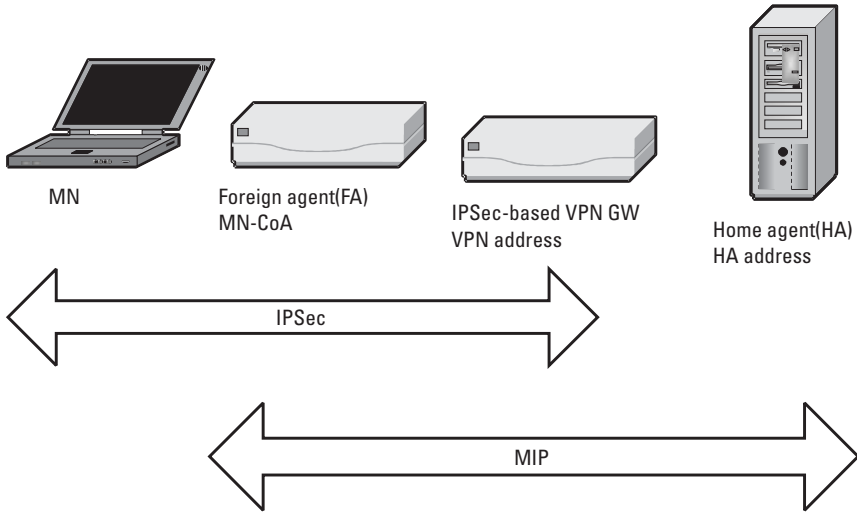 MN
Foreign agent(FA)
MN-CoA
IPSec-based VPN GW
VPN address
Home agent(HA)
HA address
IPSec
MIP